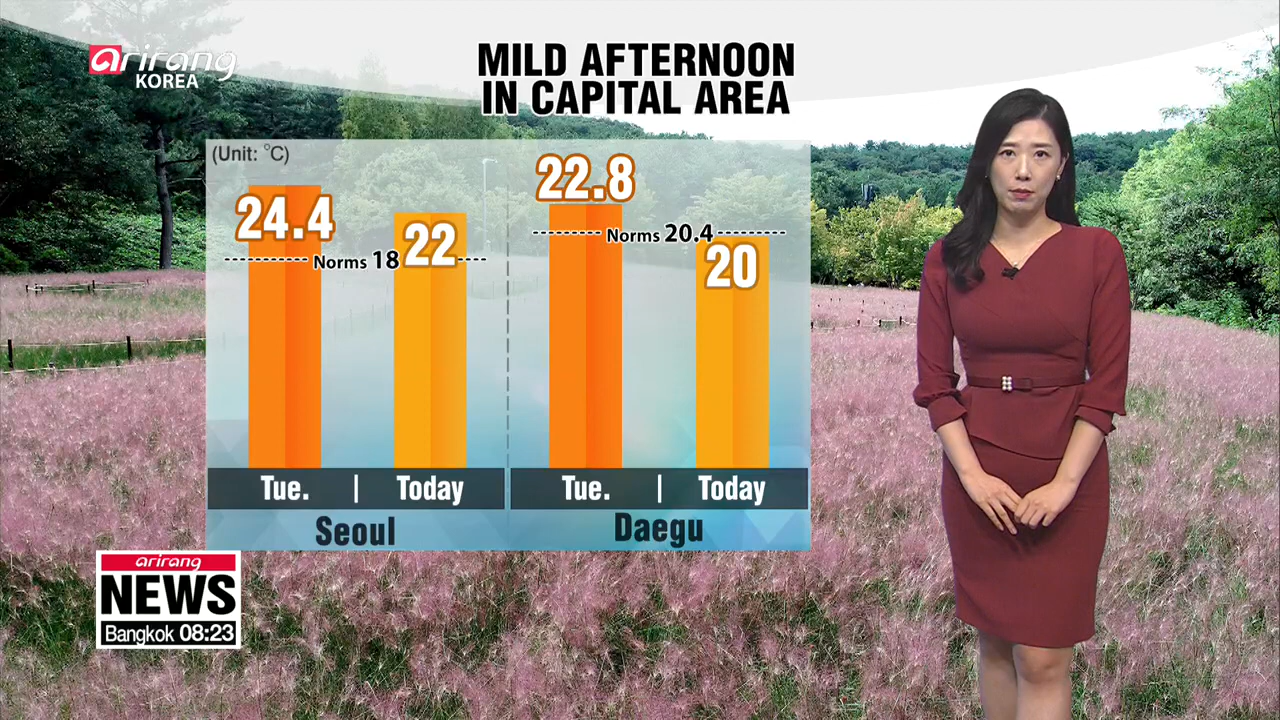 arirang
KOREA
MILD AFTERNOON
IN CAPITAL AREA
(Unit: °C)
24.4
Norms 18
22
22.8
Norms 20.4
20
Tue. | Today
Tue. | Today
Seoul
Daegu
arirang
NEWS
Bangkok 08:23